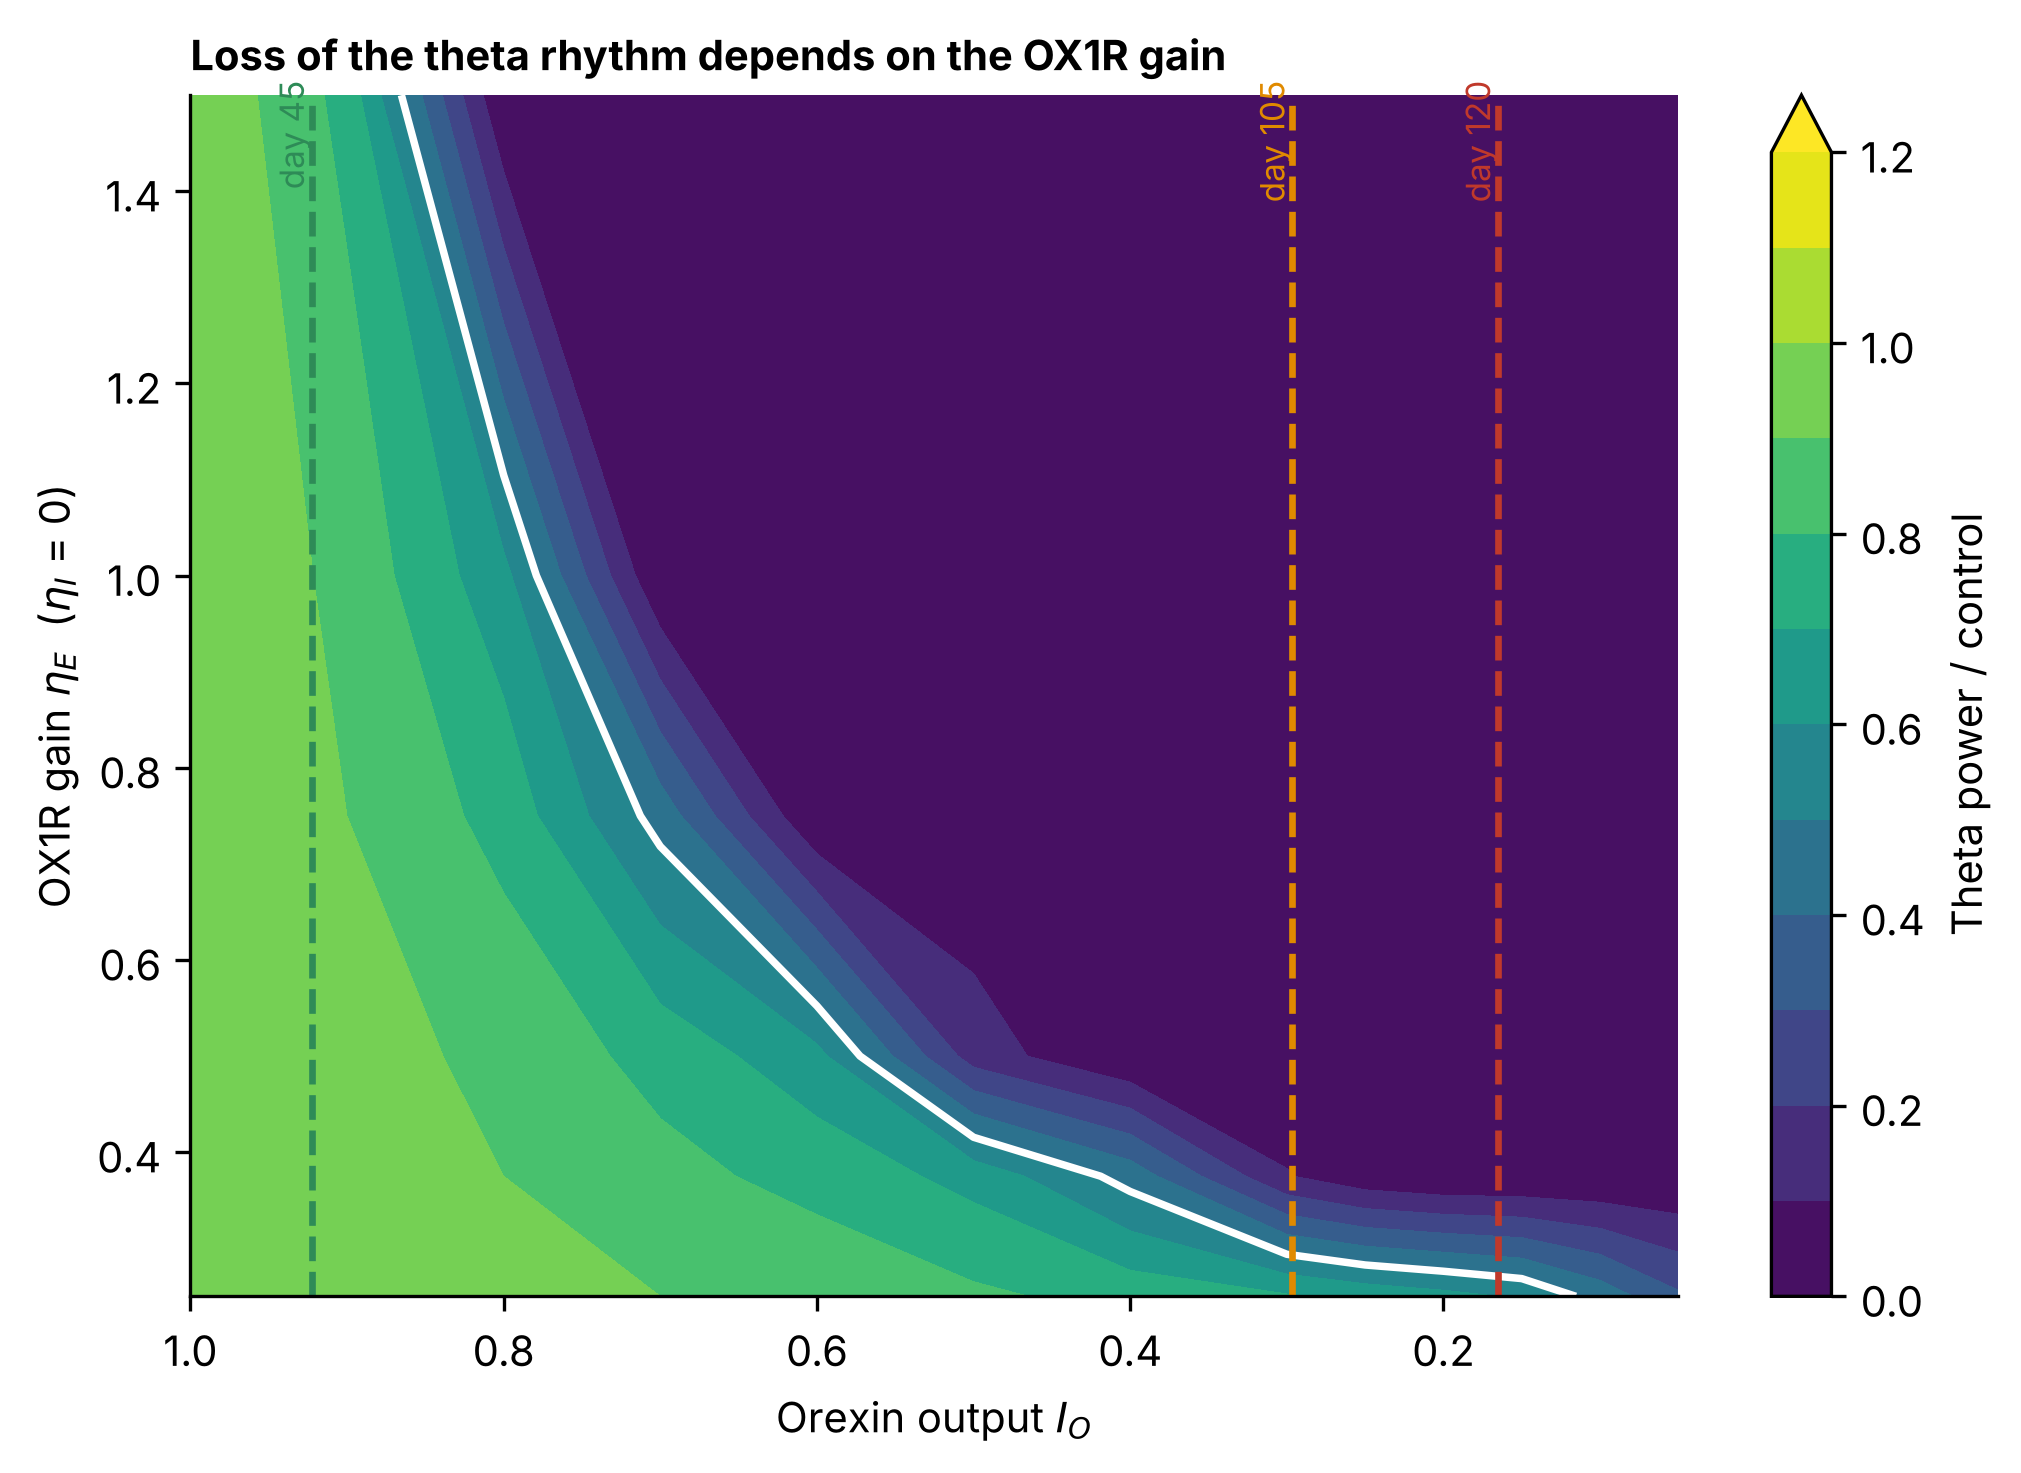 Loss of the theta rhythm depends on the OX1R gain
day 45
day 105
day 120
1.4
1.2
1.0
0.8
0.6
0.4
OX1R gain η_E (η_I = 0)
1.0
0.8
0.6
0.4
0.2
Orexin output I_O
1.2
1.0
0.8
0.6
0.4
0.2
0.0
Theta power / control